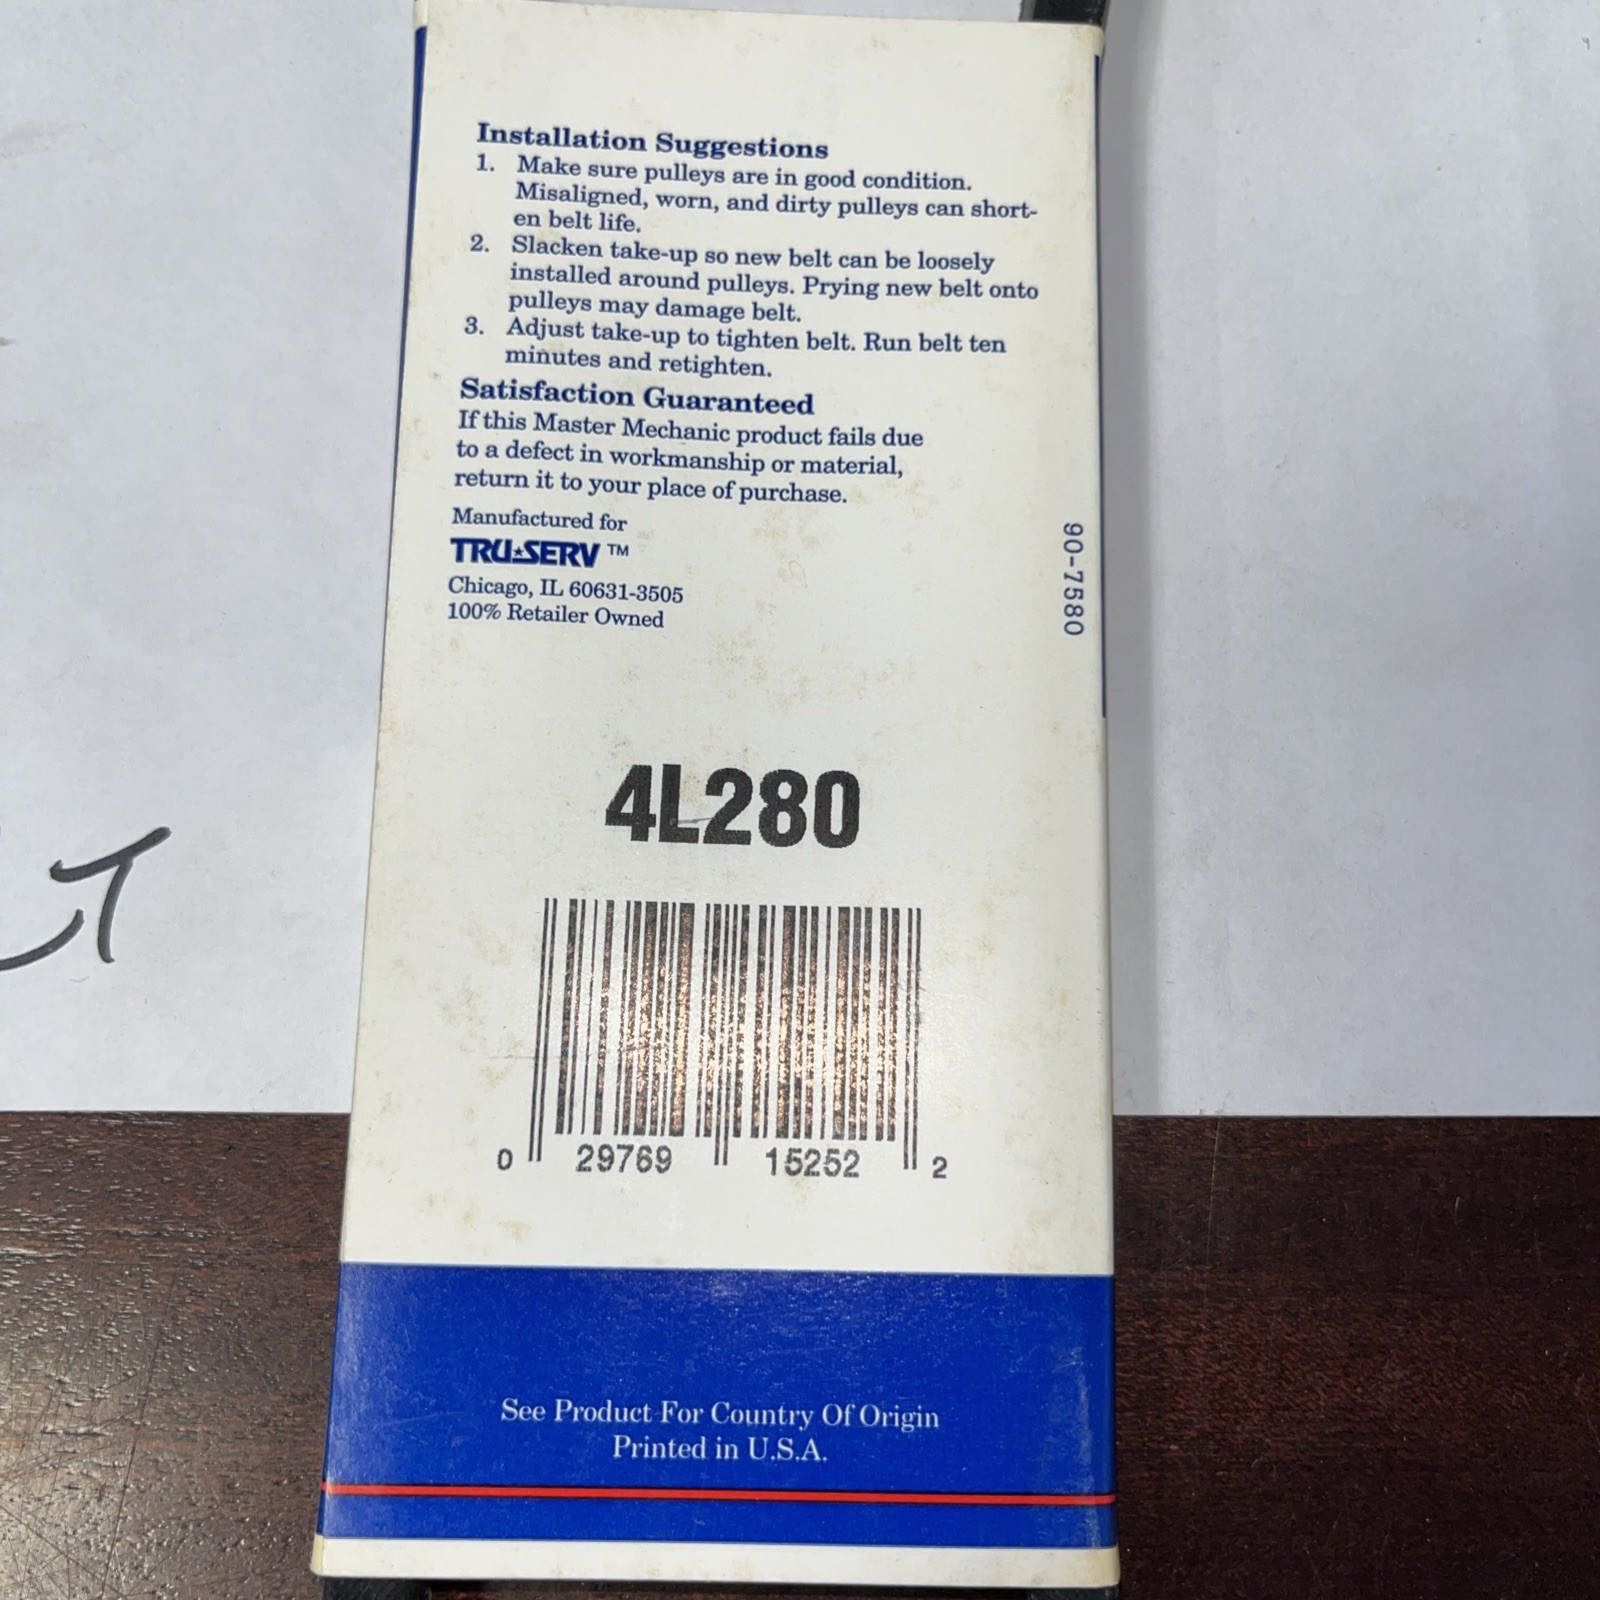 Installation Suggestions
1. Make sure pulleys are in good condition.
Misaligned, worn, and dirty pulleys can short-
en belt life.
2. Slacken take-up so new belt can be loosely
installed around pulleys. Prying new belt onto
pulleys may damage belt.
3. Adjust take-up to tighten belt. Run belt ten
minutes and retighten.
Satisfaction Guaranteed
If this Master Mechanic product fails due
to a defect in workmanship or material,
return it to your place of purchase.
Manufactured for
TRU★SERV™
Chicago, IL 60631-3505
100% Retailer Owned
90-7580
4L280
0 29769 15252 2
See Product For Country Of Origin
Printed in U.S.A.